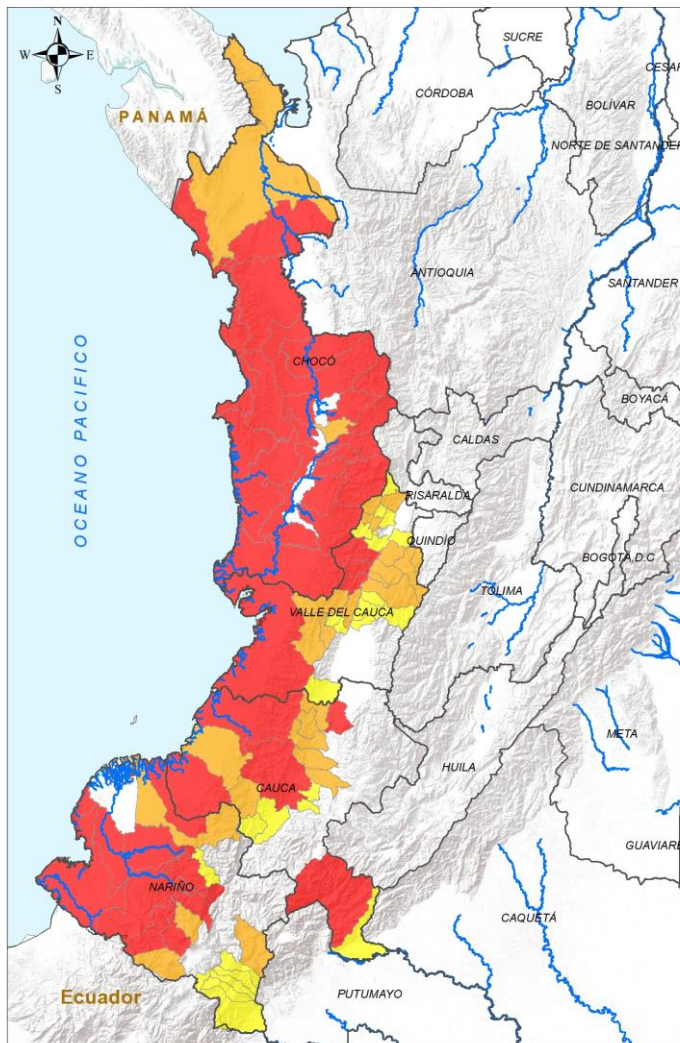 N
W E
S
SUCRE
CESAR
CÓRDOBA
BOLÍVAR
PANAMÁ
NORTE DE SANTANDER
ANTIOQUIA
SANTANDER
OCEANO PACIFICO
CHOCÓ
BOYACÁ
CALDAS
CUNDINAMARCA
RISARALDA
QUINDÍO
BOGOTÁ, D.C
TOLIMA
VALLE DEL CAUCA
META
HUILA
CAUCA
GUAVIARE
NARIÑO
CAQUETÁ
Ecuador
PUTUMAYO